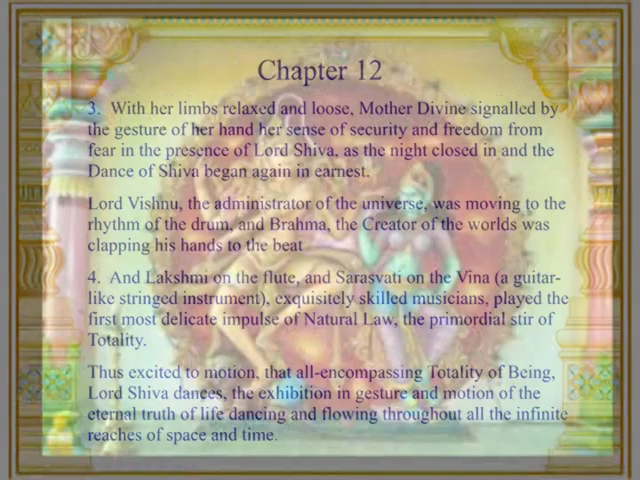 Chapter 12
3.  With her limbs relaxed and loose, Mother Divine signalled by
the gesture of her hand her sense of security and freedom from
fear in the presence of Lord Shiva, as the night closed in and the
Dance of Shiva began again in earnest.
Lord Vishnu, the administrator of the universe, was moving to the
rhythm of the drum, and Brahma, the Creator of the worlds was
clapping his hands to the beat
4.  And Lakshmi on the flute, and Sarasvati on the Vina (a guitar-
like stringed instrument), exquisitely skilled musicians, played the
first most delicate impulse of Natural Law, the primordial stir of
Totality.
Thus excited to motion, that all-encompassing Totality of Being,
Lord Shiva dances, the exhibition in gesture and motion of the
eternal truth of life dancing and flowing throughout all the infinite
reaches of space and time.